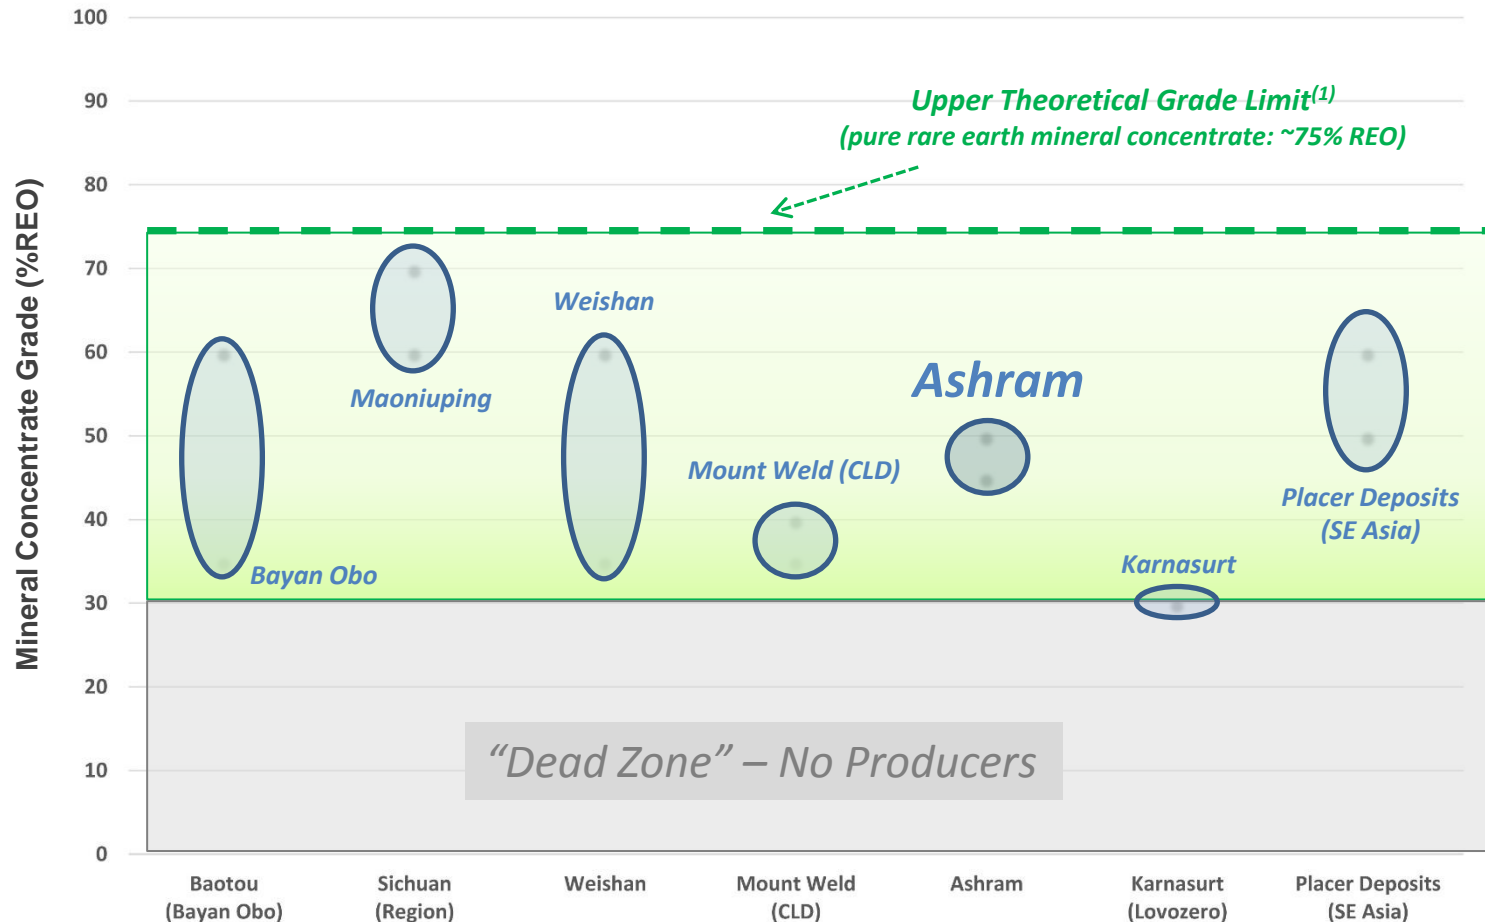 100
90
80
70
60
50
40
30
20
10
0
Mineral Concentrate Grade (%REO)
Upper Theoretical Grade Limit(1)
(pure rare earth mineral concentrate: ~75% REO)
Weishan
Maoniuping
Ashram
Mount Weld (CLD)
Placer Deposits
(SE Asia)
Bayan Obo
Karnasurt
“Dead Zone” – No Producers
Baotou
(Bayan Obo)
Sichuan
(Region)
Weishan
Mount Weld
(CLD)
Ashram
Karnasurt
(Lovozero)
Placer Deposits
(SE Asia)